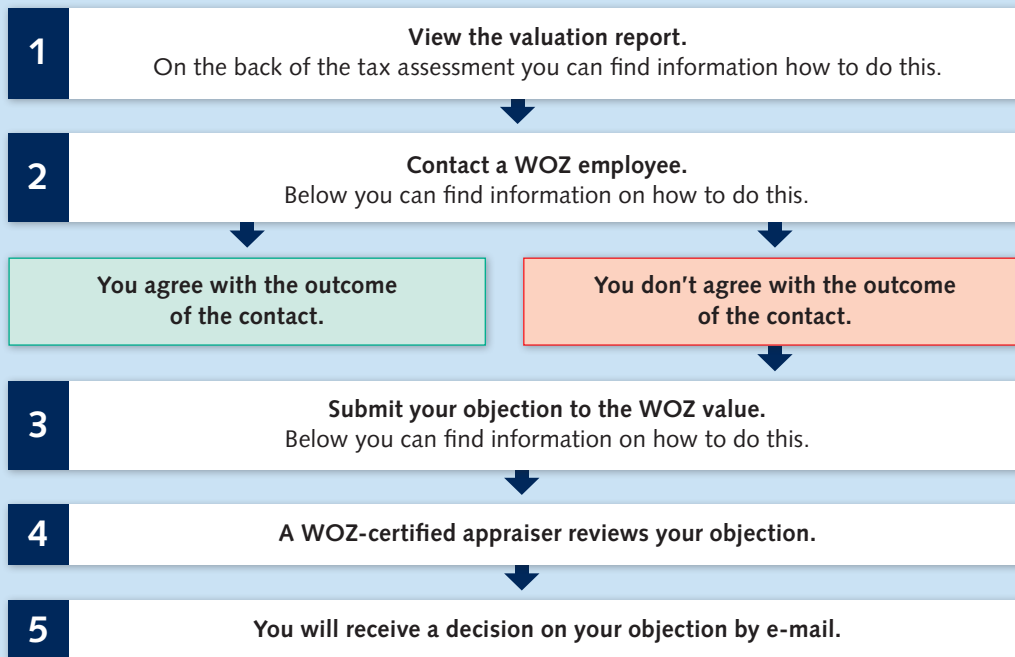 1
View the valuation report.
On the back of the tax assessment you can find information how to do this.
2
Contact a WOZ employee.
Below you can find information on how to do this.
You agree with the outcome
of the contact.
You don't agree with the outcome
of the contact.
3
Submit your objection to the WOZ value.
Below you can find information on how to do this.
4
A WOZ-certified appraiser reviews your objection.
5
You will receive a decision on your objection by e-mail.